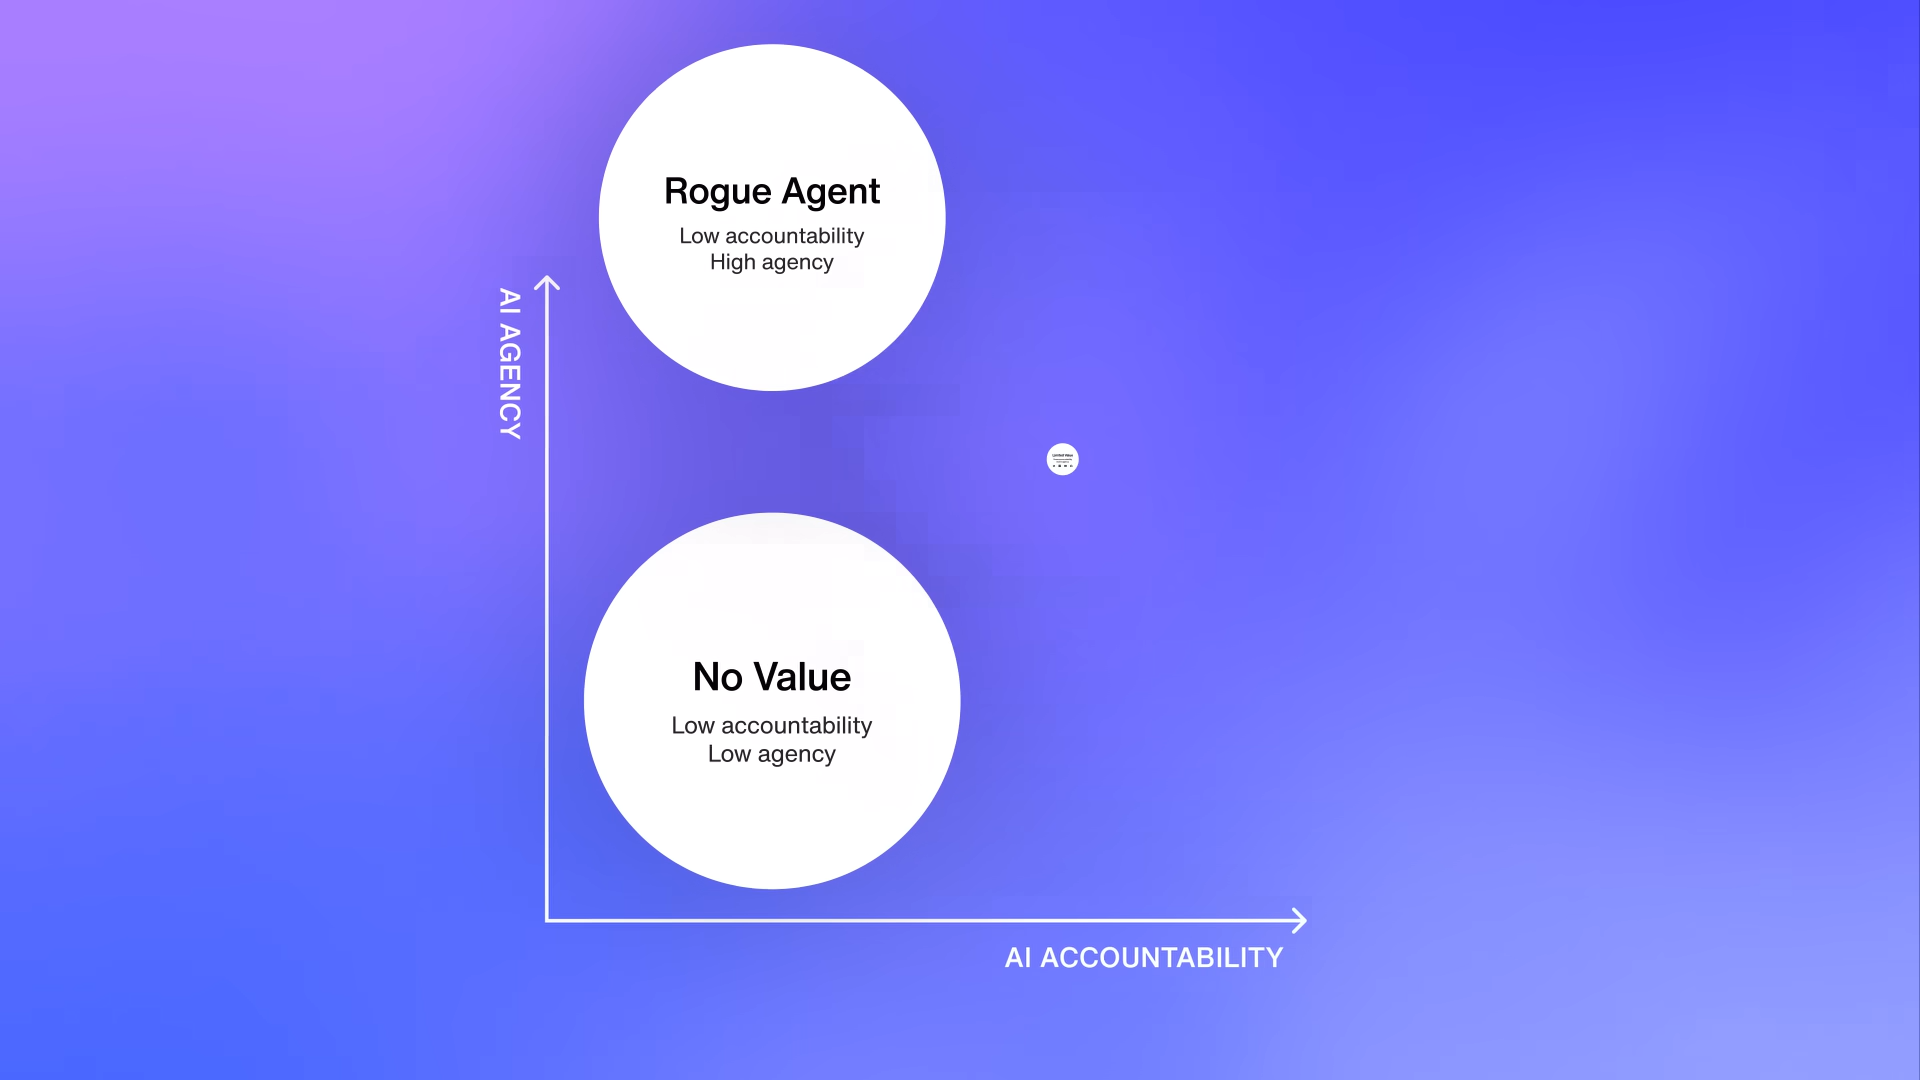 Rogue Agent
Low accountability
High agency
AI AGENCY
No Value
Low accountability
Low agency
AI ACCOUNTABILITY